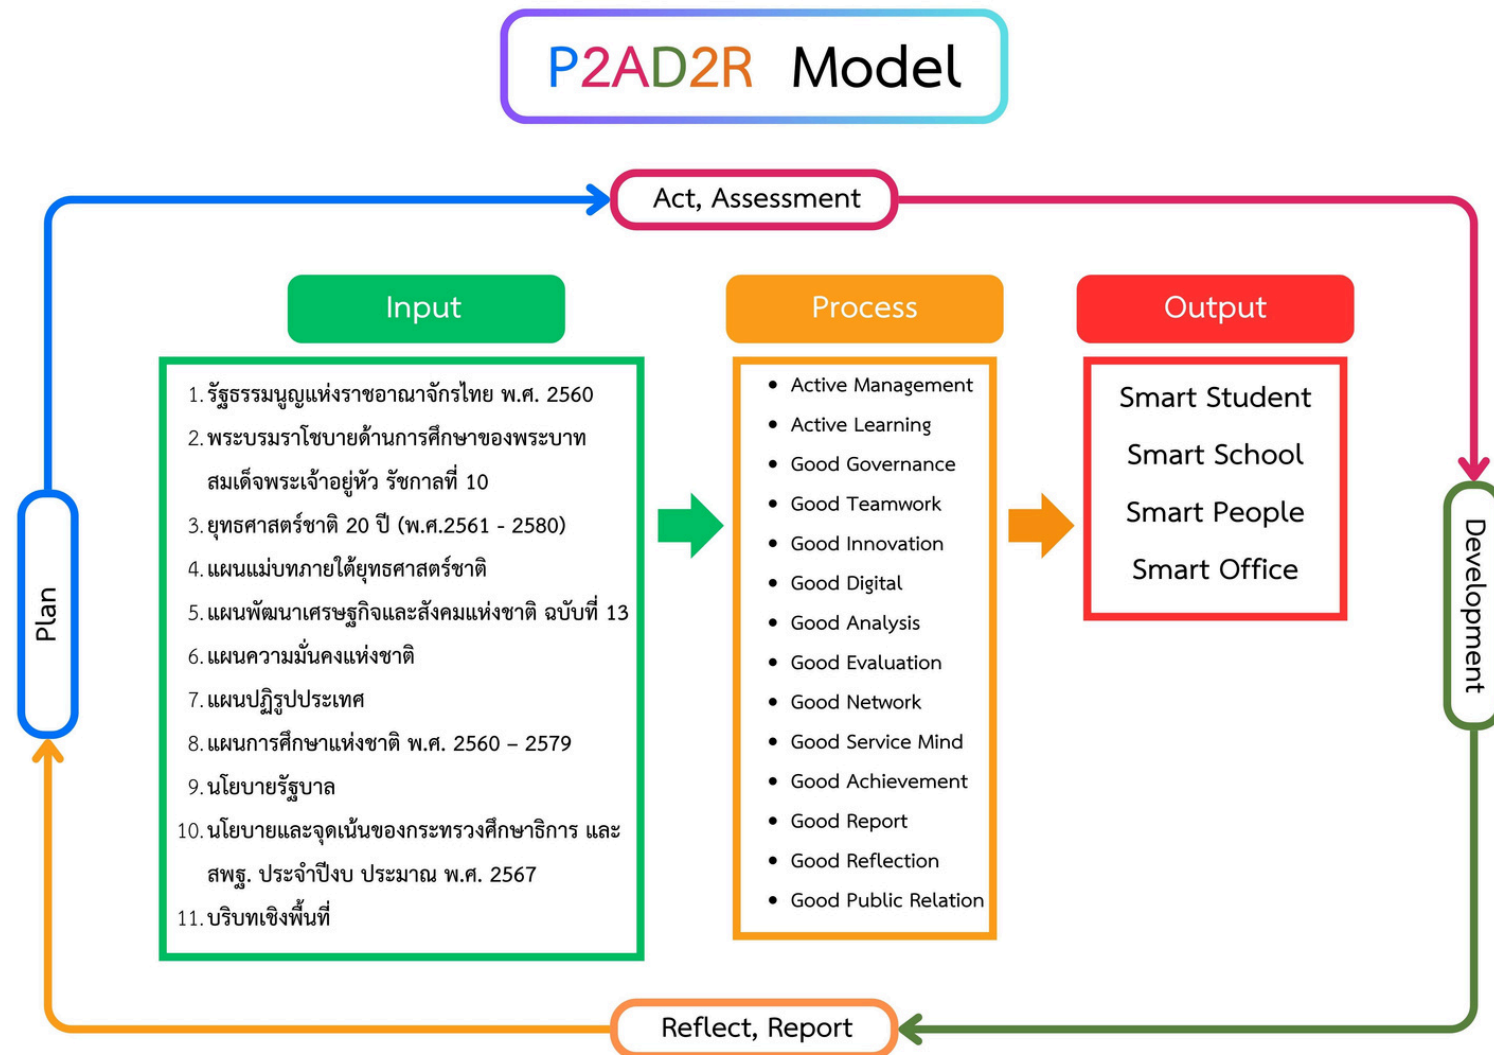 P2AD2R Model
Act, Assessment
Input
Process
Output
1. รัฐธรรมนูญแห่งราชอาณาจักรไทย พ.ศ. 2560
2. พระบรมราโชบายด้านการศึกษาของพระบาท
สมเด็จพระเจ้าอยู่หัว รัชกาลที่ 10
3. ยุทธศาสตร์ชาติ 20 ปี (พ.ศ.2561 - 2580)
4. แผนแม่บทภายใต้ยุทธศาสตร์ชาติ
5. แผนพัฒนาเศรษฐกิจและสังคมแห่งชาติ ฉบับที่ 13
6. แผนความมั่นคงแห่งชาติ
7. แผนปฏิรูปประเทศ
8. แผนการศึกษาแห่งชาติ พ.ศ. 2560 – 2579
9. นโยบายรัฐบาล
10. นโยบายและจุดเน้นของกระทรวงศึกษาธิการ และ
สพฐ. ประจำปีงบ ประมาณ พ.ศ. 2567
11. บริบทเชิงพื้นที่
• Active Management
• Active Learning
• Good Governance
• Good Teamwork
• Good Innovation
• Good Digital
• Good Analysis
• Good Evaluation
• Good Network
• Good Service Mind
• Good Achievement
• Good Report
• Good Reflection
• Good Public Relation
Smart Student
Smart School
Smart People
Smart Office
Plan
Development
Reflect, Report